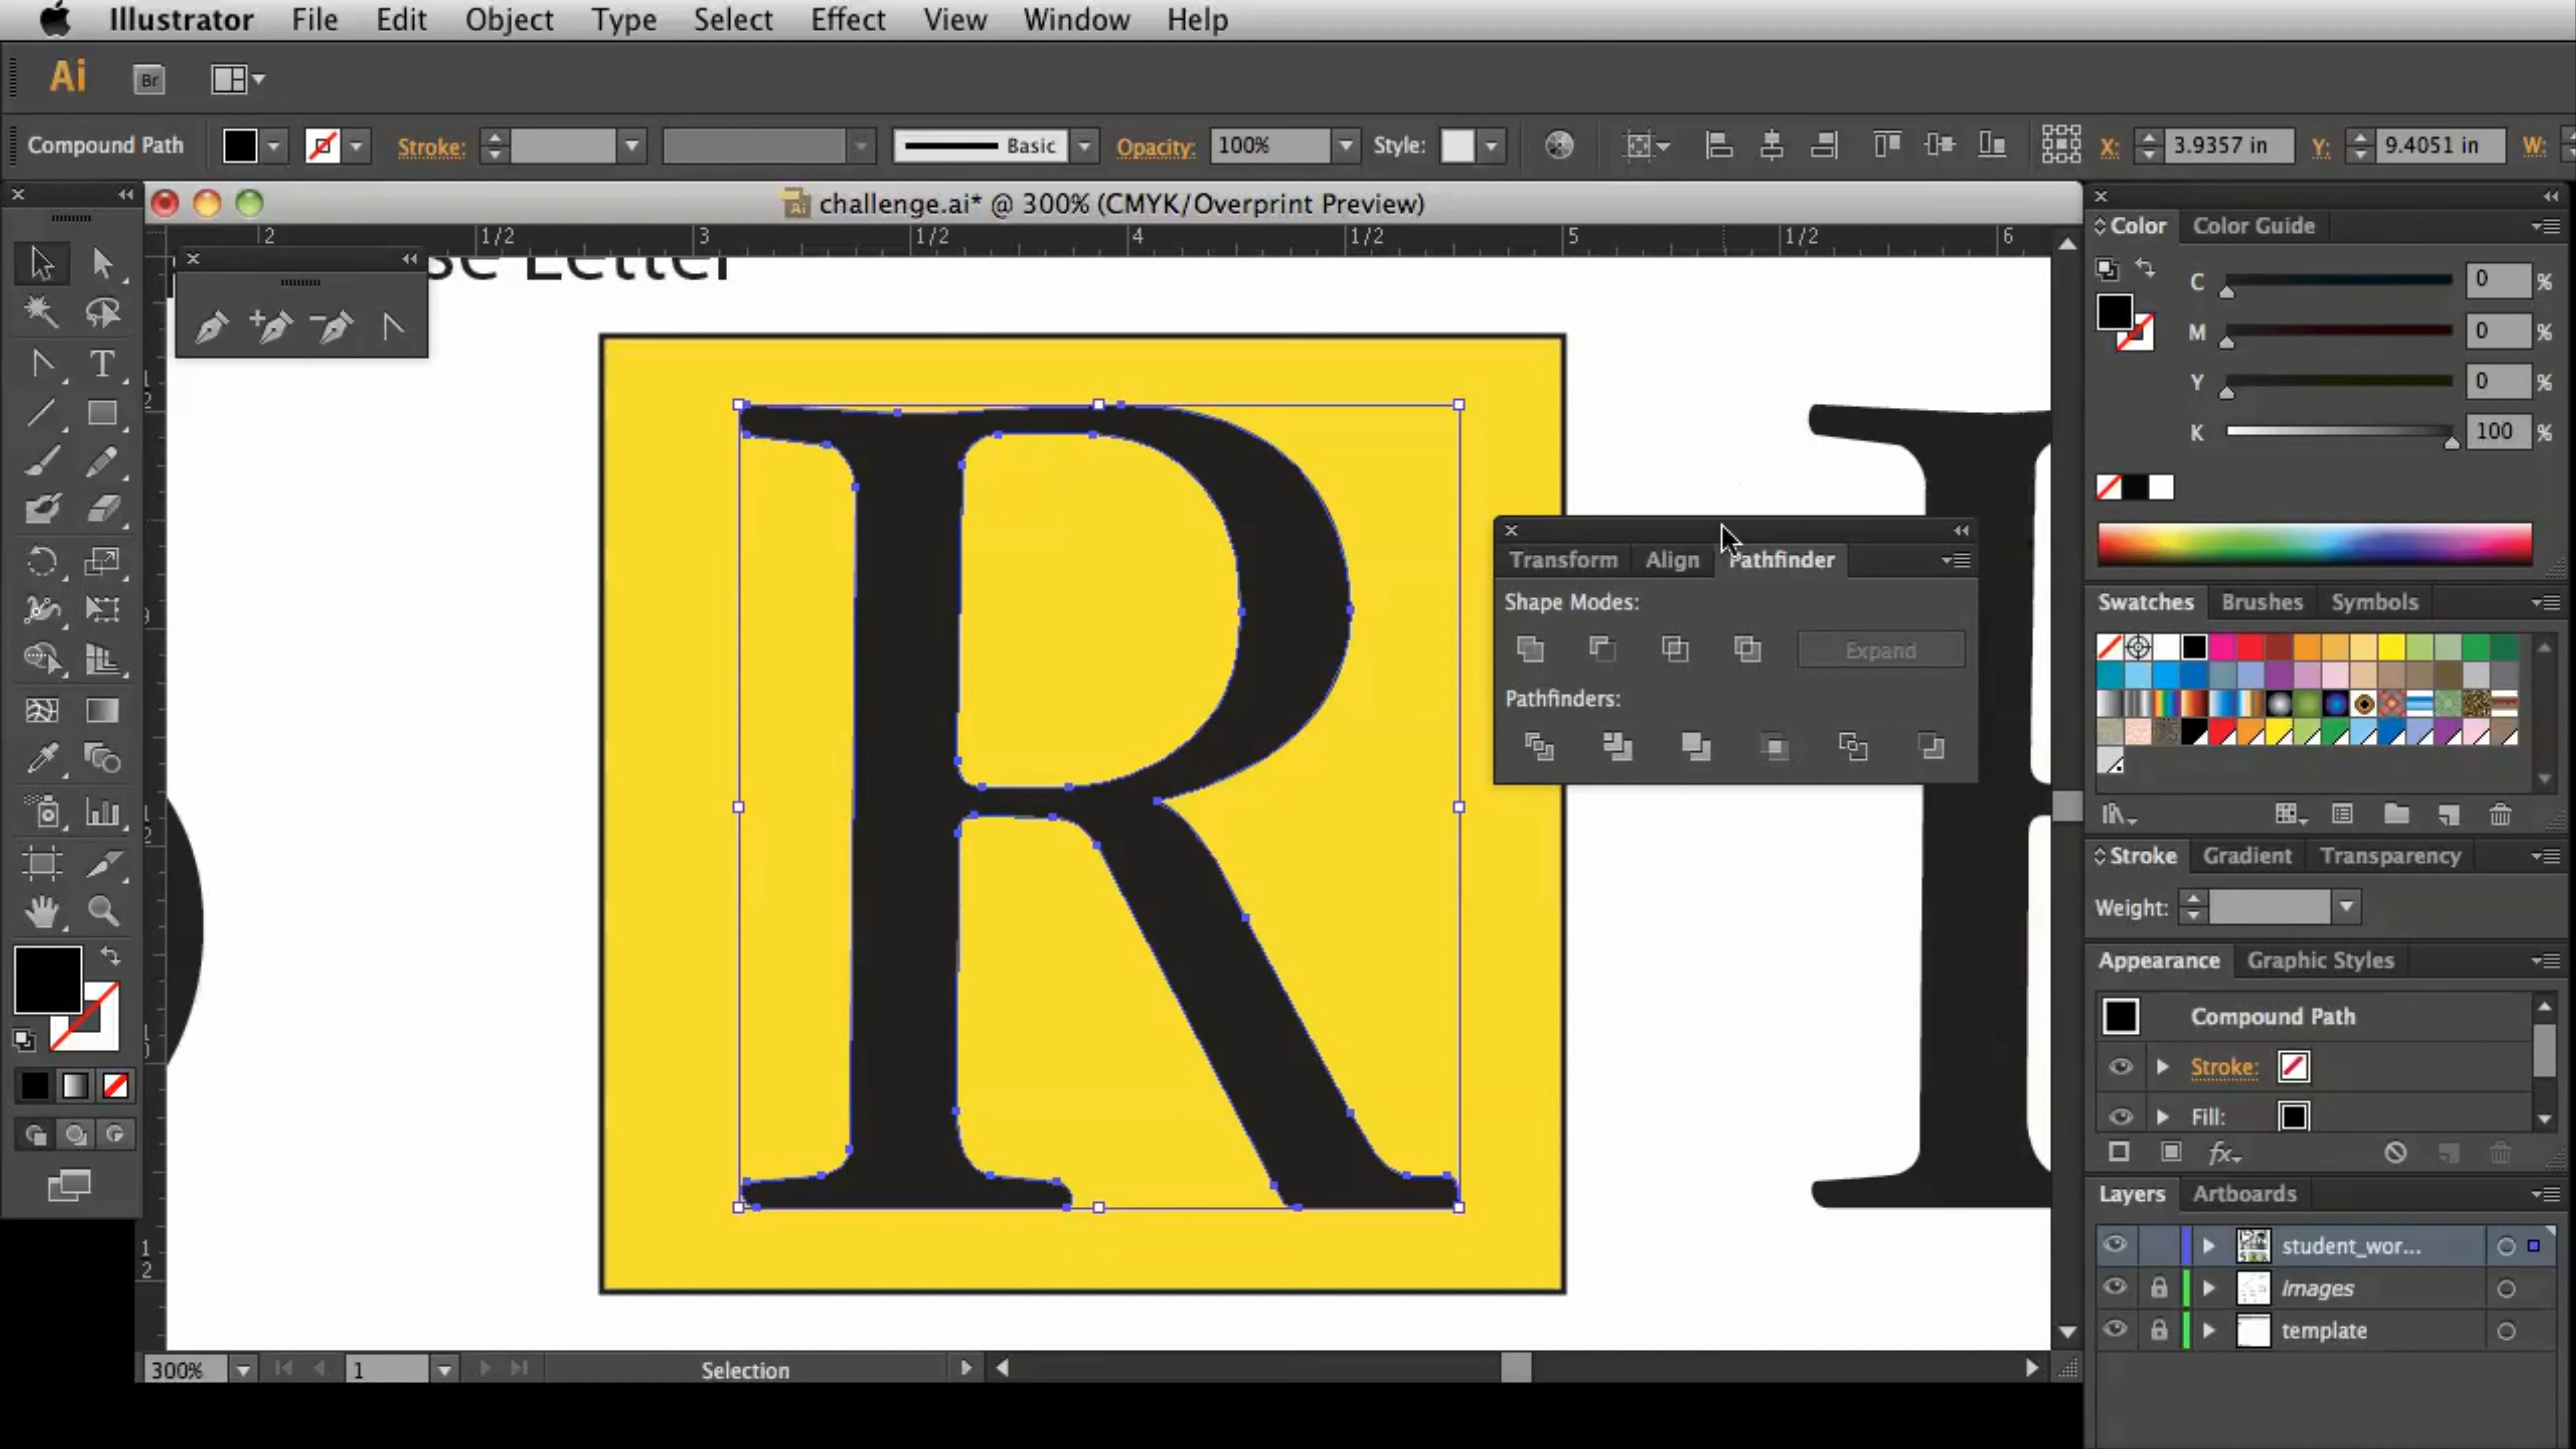 Illustrator File Edit Object Type Select Effect View Window Help
Ai Br
Compound Path Stroke: Basic Opacity: 100% Style: X: 3.9357 in Y: 9.4051 in W:
Ai challenge.ai* @ 300% (CMYK/Overprint Preview)
2 1/2 3 1/2 4 1/2 5 1/2 6
se Letter
R
T
Transform Align Pathfinder
Shape Modes:
Expand
Pathfinders:
Color Color Guide
C 0 %
M 0 %
Y 0 %
K 100 %
Swatches Brushes Symbols
Stroke Gradient Transparency
Weight:
Appearance Graphic Styles
Compound Path
Stroke:
Fill:
fx
Layers Artboards
student_wor...
Images
template
300% 1 Selection